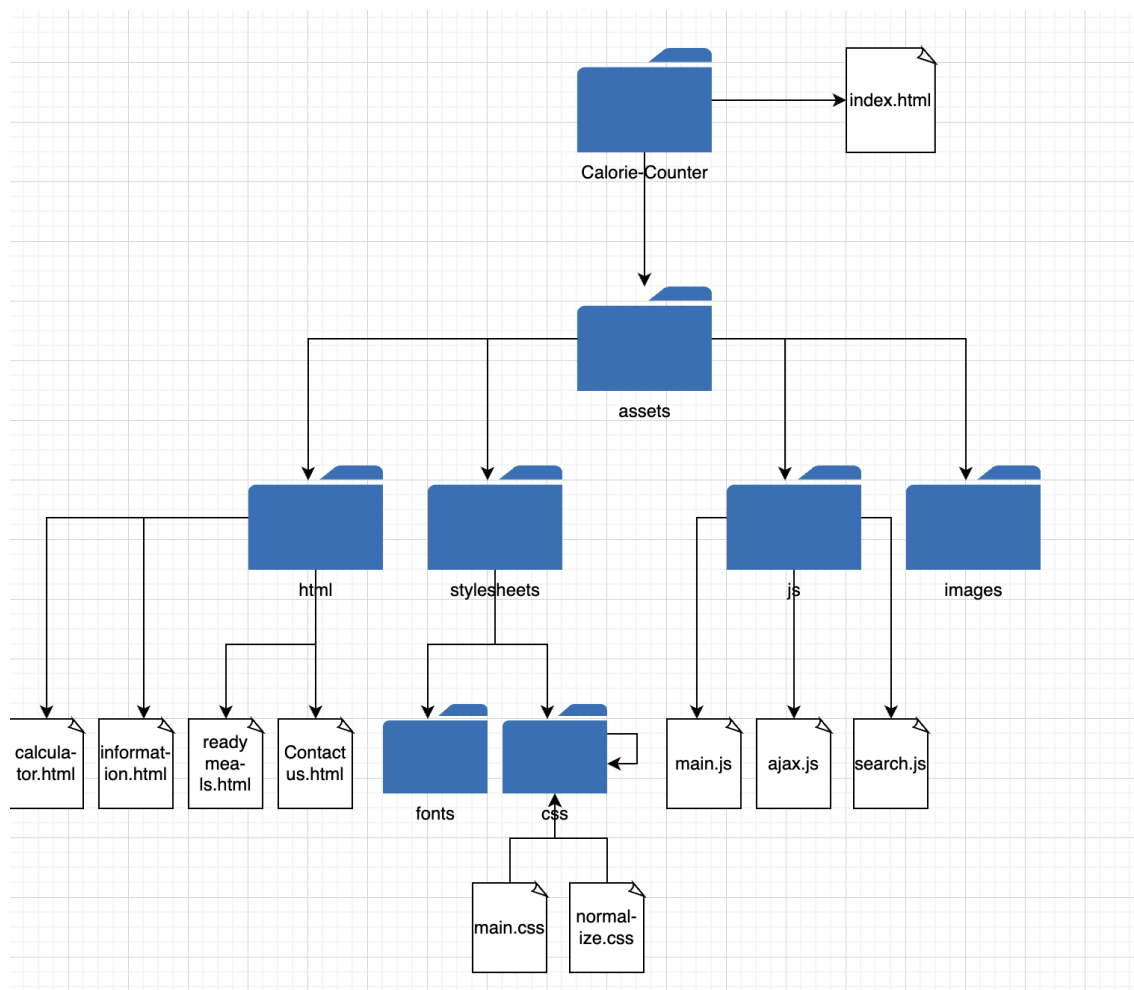 index.html
Calorie-Counter
assets
html
stylesheets
js
images
calcula-
tor.html
informat-
ion.html
ready
mea-
ls.html
Contact
us.html
main.js
ajax.js
search.js
fonts
css
main.css
normal-
ize.css